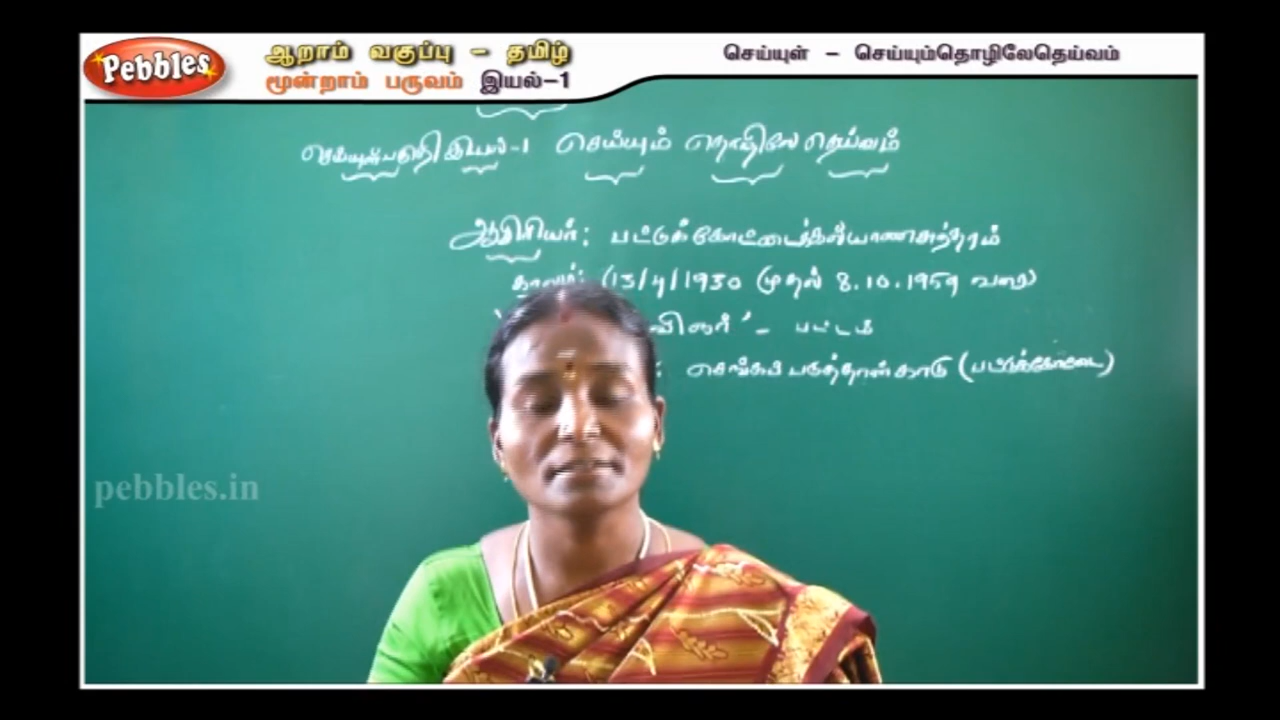 Pebbles
ஆறாம் வகுப்பு – தமிழ்
மூன்றாம் பருவம் இயல்–1
செய்யுள் – செய்யும்தொழிலேதெய்வம்
செய்யுள்பகுதி இயல்-1 செய்யும் தொழிலே தெய்வம்
ஆசிரியர்: பட்டுக்கோட்டைக்கலியாணசுந்தரம்
காலம்: (13/4/1930 முதல் 8.10.1959 வரை)
விஞர்' - பட்டம்
: செங்கப்படுத்தான்காடு (பட்டுக்கோட்டை)
pebbles.in